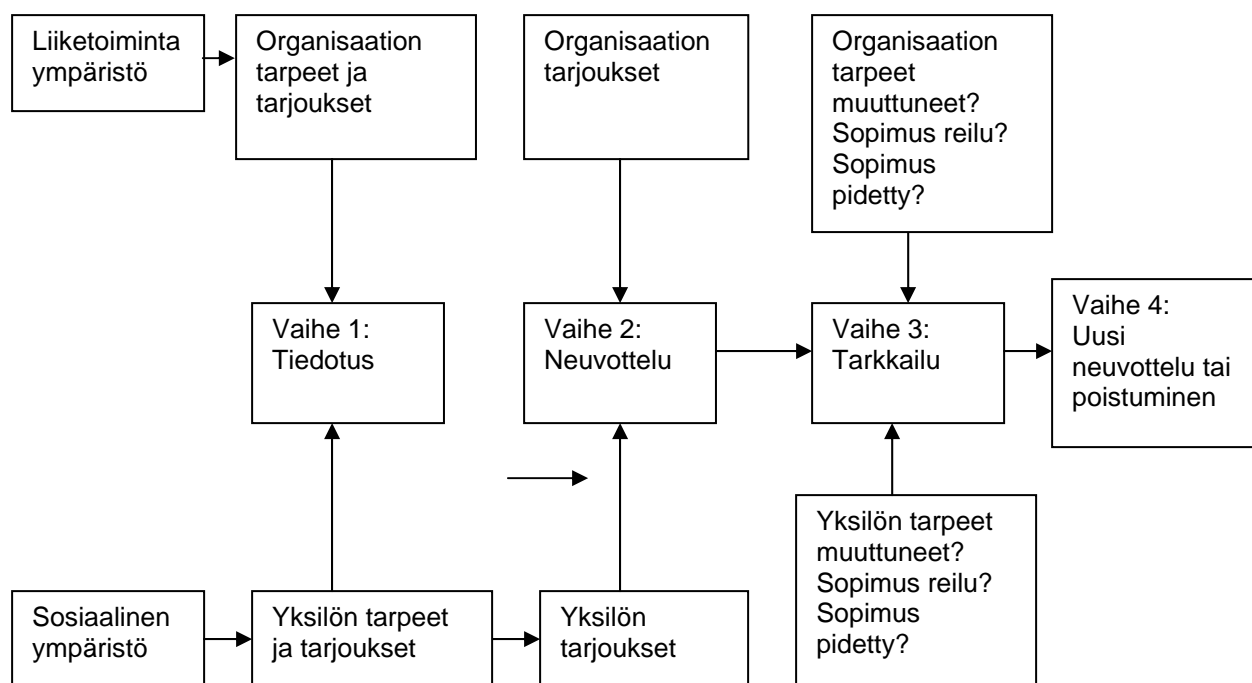 Liiketoiminta
ympäristö
Organisaation
tarpeet ja
tarjoukset
Organisaation
tarjoukset
Organisaation
tarpeet
muuttuneet?
Sopimus reilu?
Sopimus
pidetty?
Vaihe 1:
Tiedotus
Vaihe 2:
Neuvottelu
Vaihe 3:
Tarkkailu
Vaihe 4:
Uusi
neuvottelu tai
poistuminen
Sosiaalinen
ympäristö
Yksilön tarpeet
ja tarjoukset
Yksilön
tarjoukset
Yksilön tarpeet
muuttuneet?
Sopimus reilu?
Sopimus
pidetty?